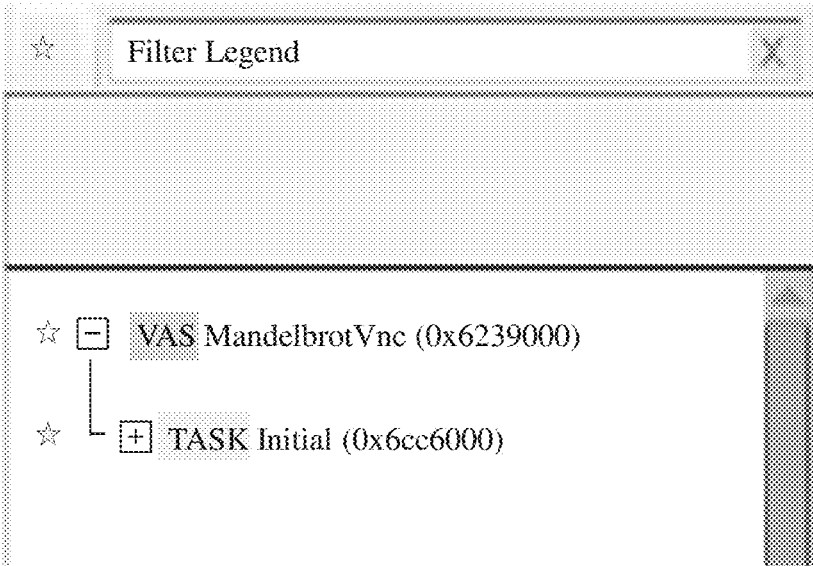 Filter Legend X
VAS MandelbrotVnc (0x6239000)
TASK Initial (0x6cc6000)